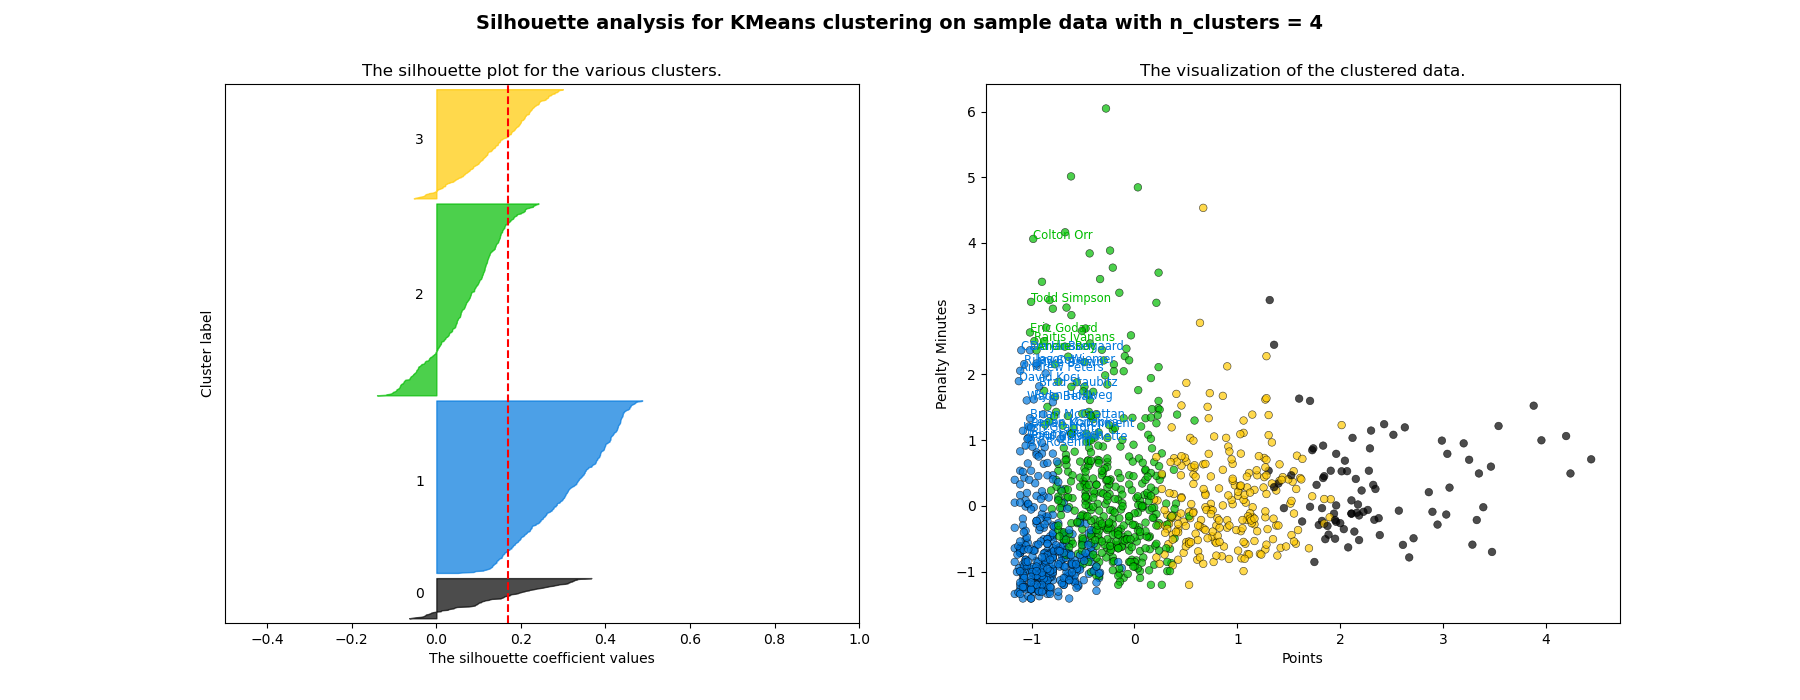 Silhouette analysis for KMeans clustering on sample data with n_clusters = 4
The silhouette plot for the various clusters.
3
2
1
0
Cluster label
−0.4
−0.2
0.0
0.2
0.4
0.6
0.8
1.0
The silhouette coefficient values
The visualization of the clustered data.
6
5
4
3
2
1
0
−1
Penalty Minutes
Colton Orr
Todd Simpson
Eric Godard
Raitis Ivanans
Andrew Peters
David Koci
Brad Staubitz
−1
0
1
2
3
4
Points